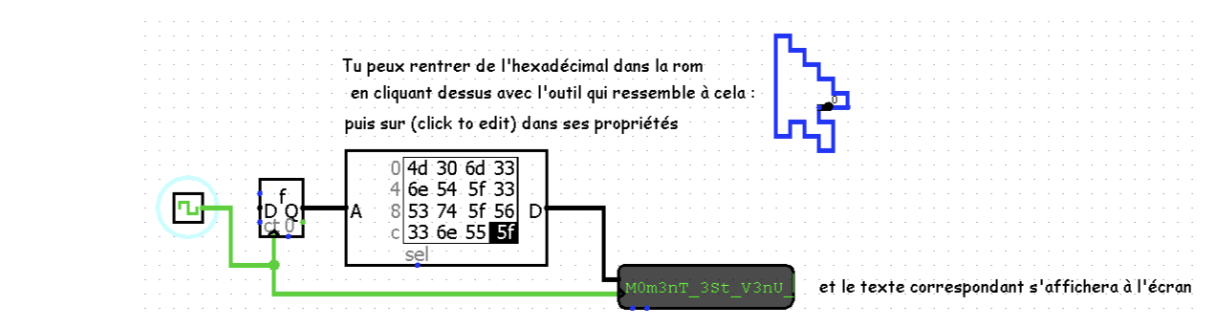 Tu peux rentrer de l'hexadécimal dans la rom
en cliquant dessus avec l'outil qui ressemble à cela :
puis sur (click to edit) dans ses propriétés
0
f
D Q
ct 0
A
0 4d 30 6d 33
4 6e 54 5f 33
8 53 74 5f 56
c 33 6e 55 5f
D
sel
M0m3nT_3St_V3nU_
et le texte correspondant s'affichera à l'écran